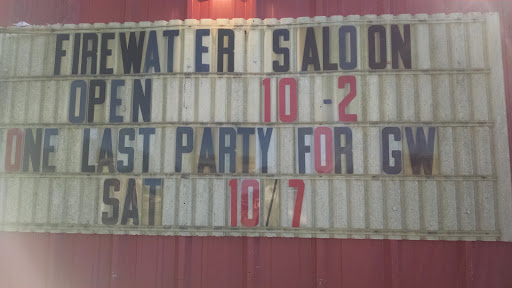 FIREWATER SALOON
OPEN 10-2
ONE LAST PARTY FOR GW
SAT 10/7